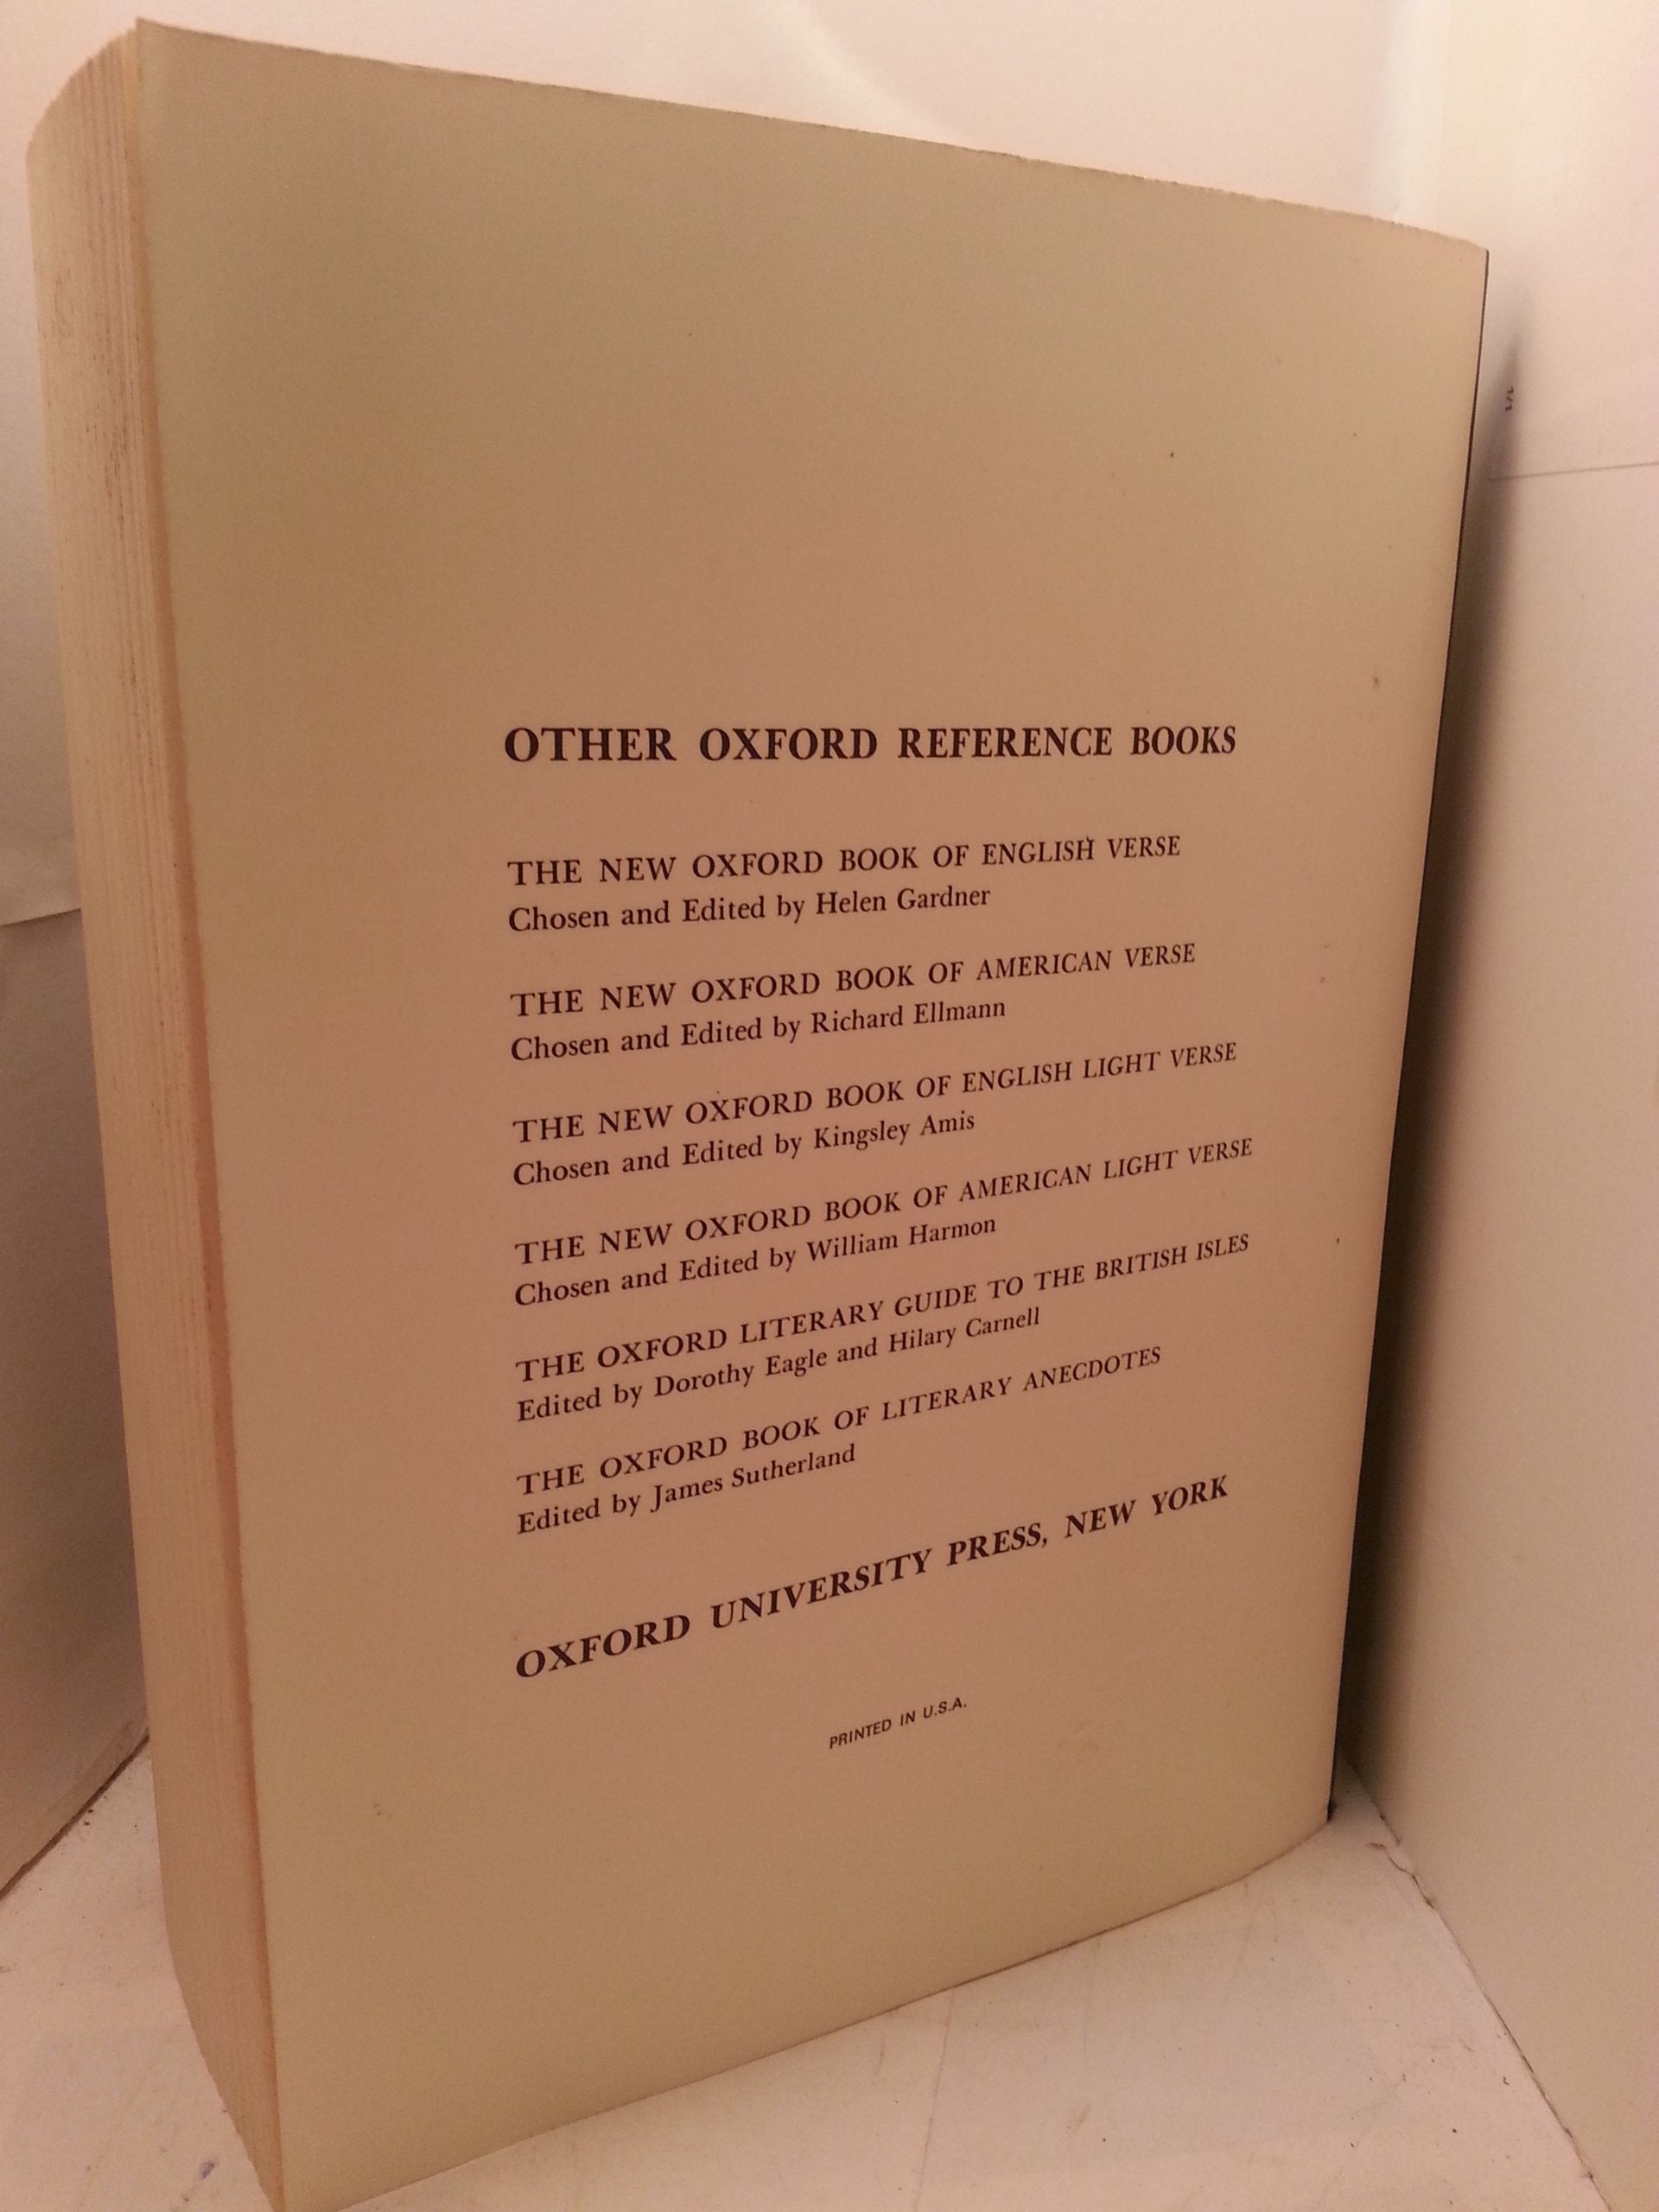 OTHER OXFORD REFERENCE BOOKS
THE NEW OXFORD BOOK OF ENGLISH VERSE
Chosen and Edited by Helen Gardner
THE NEW OXFORD BOOK OF AMERICAN VERSE
Chosen and Edited by Richard Ellmann
THE NEW OXFORD BOOK OF ENGLISH LIGHT VERSE
Chosen and Edited by Kingsley Amis
THE NEW OXFORD BOOK OF AMERICAN LIGHT VERSE
Chosen and Edited by William Harmon
THE OXFORD LITERARY GUIDE TO THE BRITISH ISLES
Edited by Dorothy Eagle and Hilary Carnell
THE OXFORD BOOK OF LITERARY ANECDOTES
Edited by James Sutherland
OXFORD UNIVERSITY PRESS, NEW YORK
PRINTED IN U.S.A.